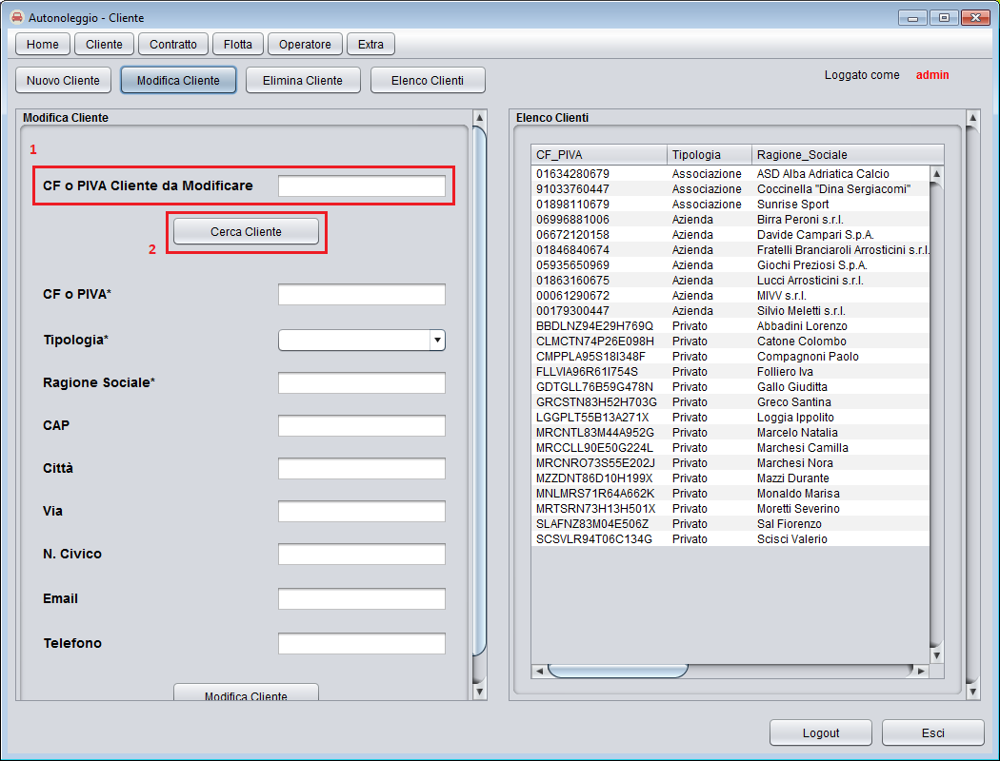 Autonoleggio - Cliente
Home Cliente Contratto Flotta Operatore Extra
Nuovo Cliente Modifica Cliente Elimina Cliente Elenco Clienti
Loggato come admin
Modifica Cliente
1
CF o PIVA Cliente da Modificare
Cerca Cliente
2
CF o PIVA*
Tipologia*
Ragione Sociale*
CAP
Città
Via
N. Civico
Email
Telefono
Modifica Cliente
Elenco Clienti
CF_PIVA Tipologia Ragione_Sociale
01634280679 Associazione ASD Alba Adriatica Calcio
91033760447 Associazione Coccinella "Dina Sergiacomi"
01898110679 Associazione Sunrise Sport
06996881006 Azienda Birra Peroni s.r.l.
06672120158 Azienda Davide Campari S.p.A.
01846840674 Azienda Fratelli Branciaroli Arrosticini s.r.l.
05935650969 Azienda Giochi Preziosi S.p.A.
01863160675 Azienda Lucci Arrosticini s.r.l.
00061290672 Azienda MIVV s.r.l.
00179300447 Azienda Silvio Meletti s.r.l.
BBDLNZ94E29H769Q Privato Abbadini Lorenzo
CLMCTN74P26E098H Privato Catone Colombo
CMPPLA95S18I348F Privato Compagnoni Paolo
FLLVIA96R61I754S Privato Folliero Iva
GDTGLL76B59G478N Privato Gallo Giuditta
GRCSTN83H52H703G Privato Greco Santina
LGGPLT55B13A271X Privato Loggia Ippolito
MRCNTL83M44A952G Privato Marcelo Natalia
MRCCLL90E50G224L Privato Marchesi Camilla
MRCNRO73S55E202J Privato Marchesi Nora
MZZDNT86D10H199X Privato Mazzi Durante
MNLMRS71R64A662K Privato Monaldo Marisa
MRTSRN73H13H501X Privato Moretti Severino
SLAFNZ83M04E506Z Privato Sal Fiorenzo
SCSVLR94T06C134G Privato Scisci Valerio
Logout Esci